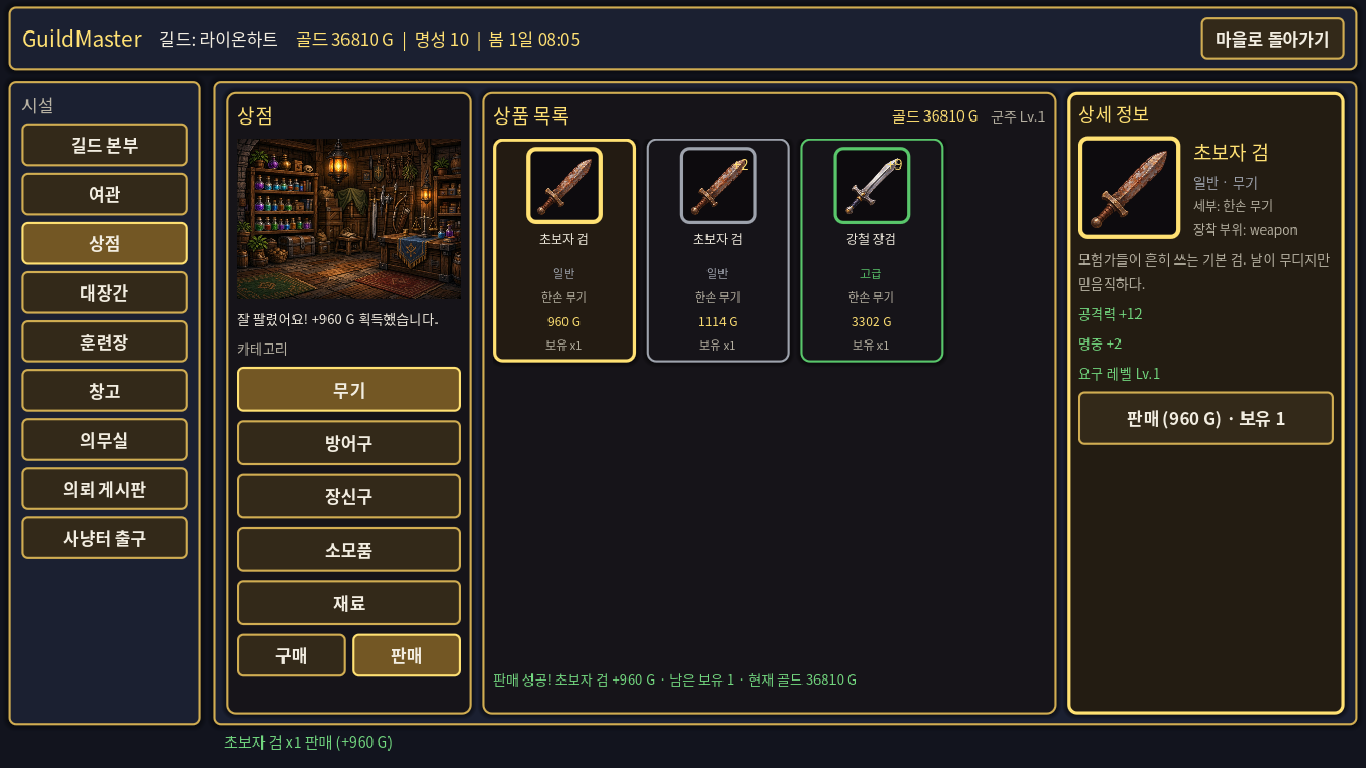 GuildMaster 길드: 라이온하트 골드 36810 G | 명성 10 | 봄 1일 08:05
마을로 돌아가기
시설
길드 본부
여관
상점
대장간
훈련장
창고
의무실
의뢰 게시판
사냥터 출구
상점
잘 팔렸어요! +960 G 획득했습니다.
카테고리
무기
방어구
장신구
소모품
재료
구매 판매
상품 목록 골드 36810 G 군주 Lv.1
초보자 검
일반
한손 무기
960 G
보유 x1
+2
초보자 검
일반
한손 무기
1114 G
보유 x1
+9
강철 장검
고급
한손 무기
3302 G
보유 x1
판매 성공! 초보자 검 +960 G · 남은 보유 1 · 현재 골드 36810 G
상세 정보
초보자 검
일반 · 무기
세부: 한손 무기
장착 부위: weapon
모험가들이 흔히 쓰는 기본 검. 날이 무디지만
믿음직하다.
공격력 +12
명중 +2
요구 레벨 Lv.1
판매 (960 G) · 보유 1
초보자 검 x1 판매 (+960 G)